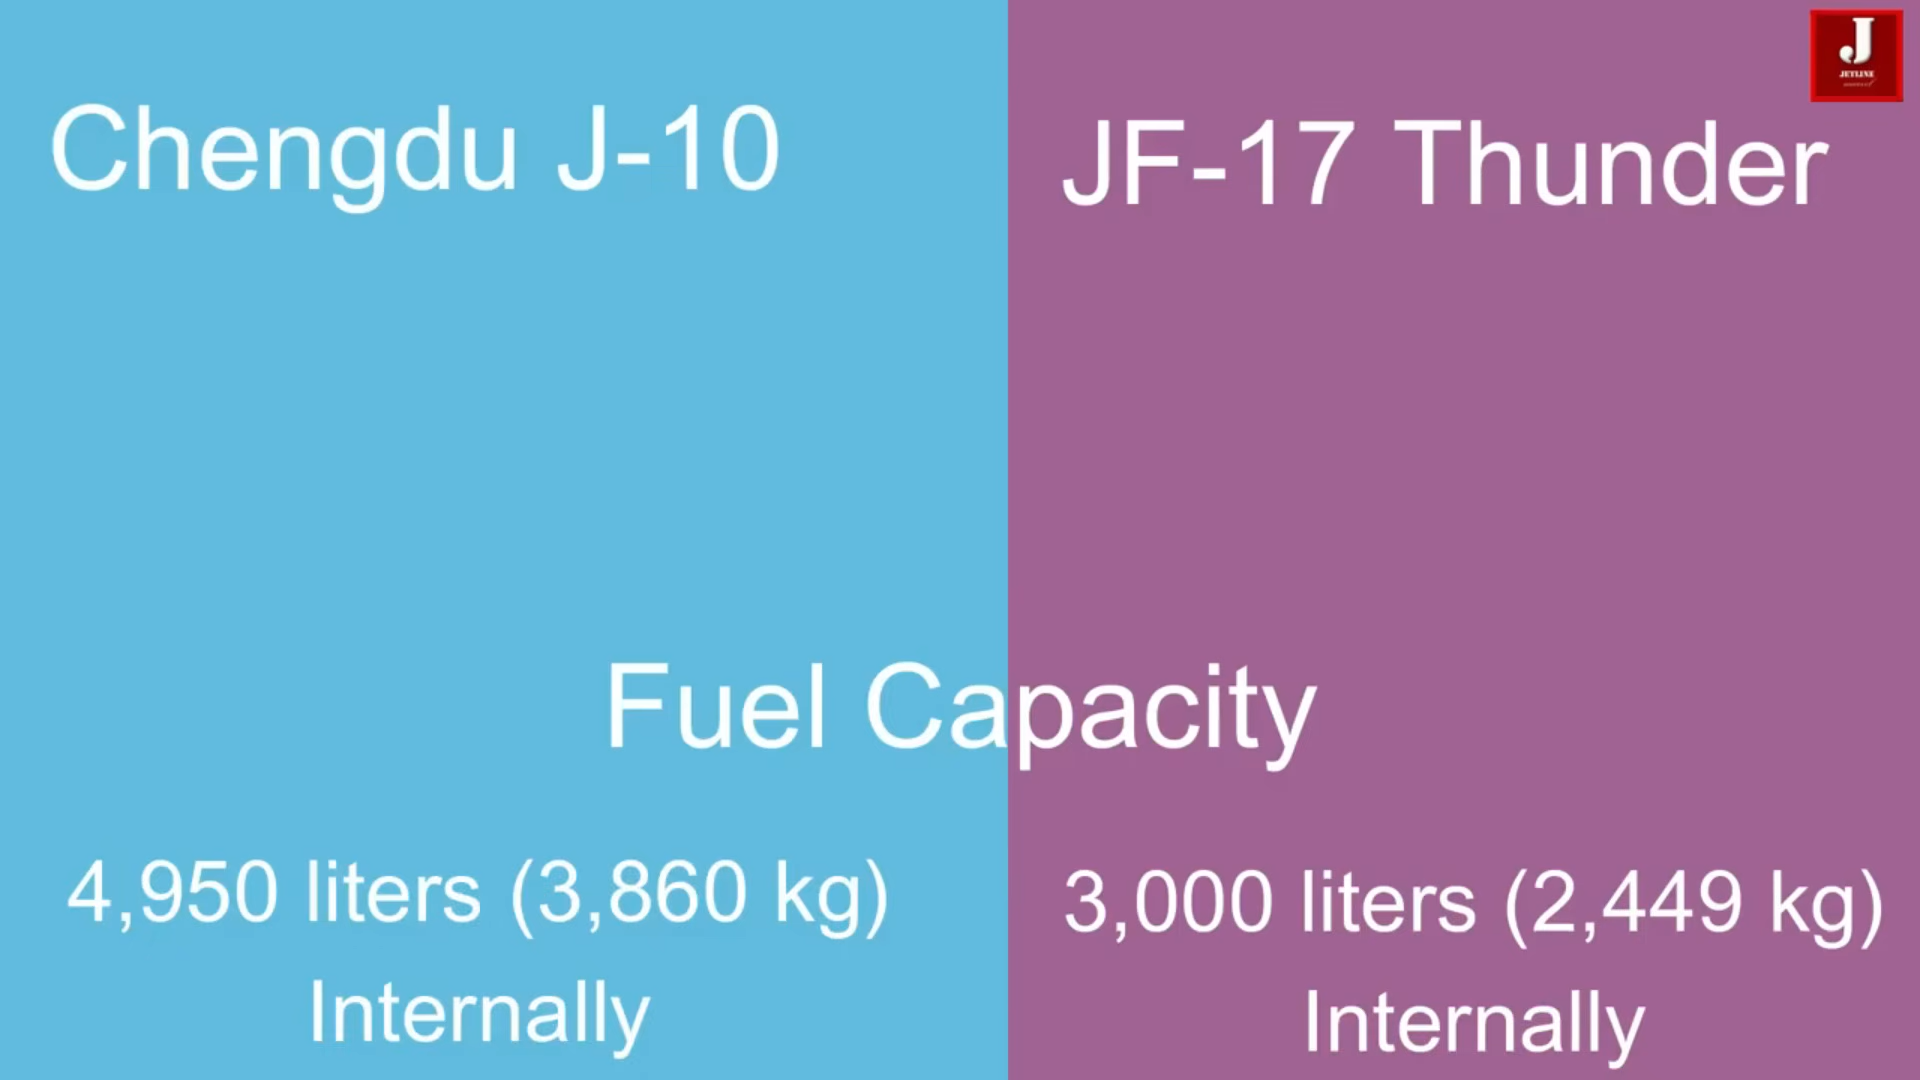 J
JETLINE
Chengdu J-10
JF-17 Thunder
Fuel Capacity
4,950 liters (3,860 kg)
Internally
3,000 liters (2,449 kg)
Internally